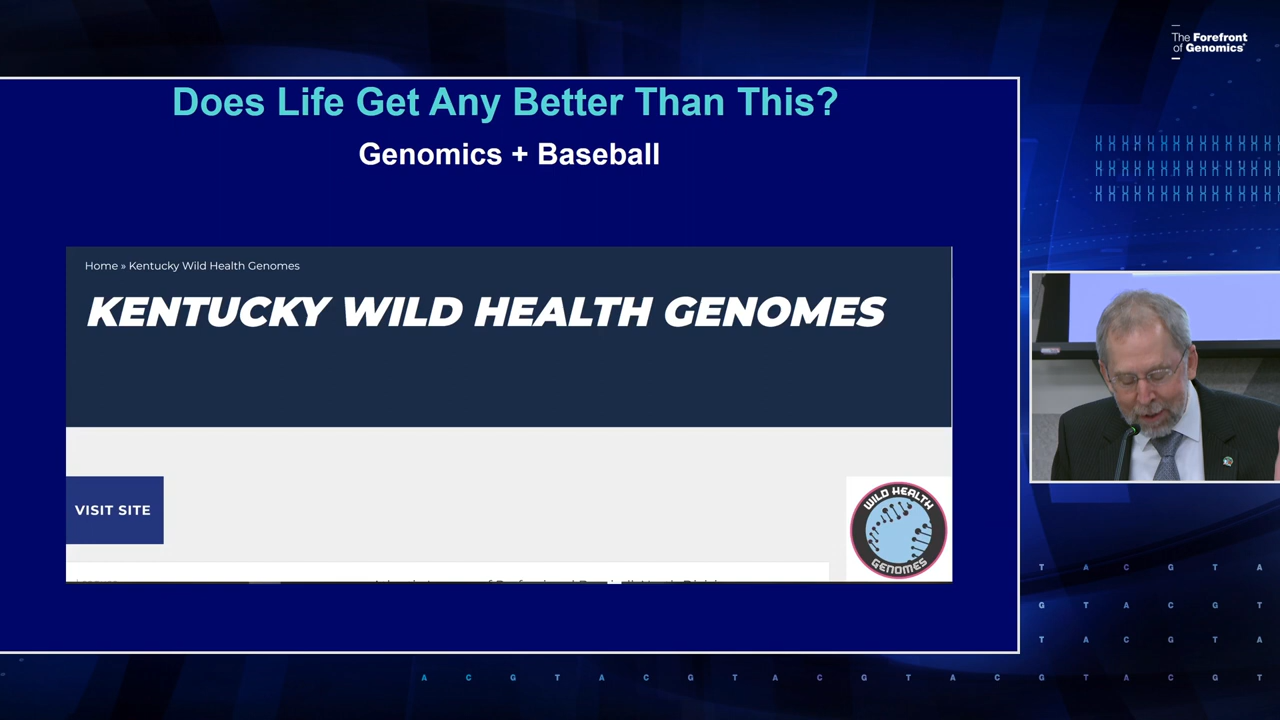 The Forefront
of Genomics®
Does Life Get Any Better Than This?
Genomics + Baseball
Home » Kentucky Wild Health Genomes
KENTUCKY WILD HEALTH GENOMES
VISIT SITE
WILD HEALTH
GENOMES
T A C G T A
G T A C G T
T A C G T A
A C G T A C G T A C G T A C G T A C G T